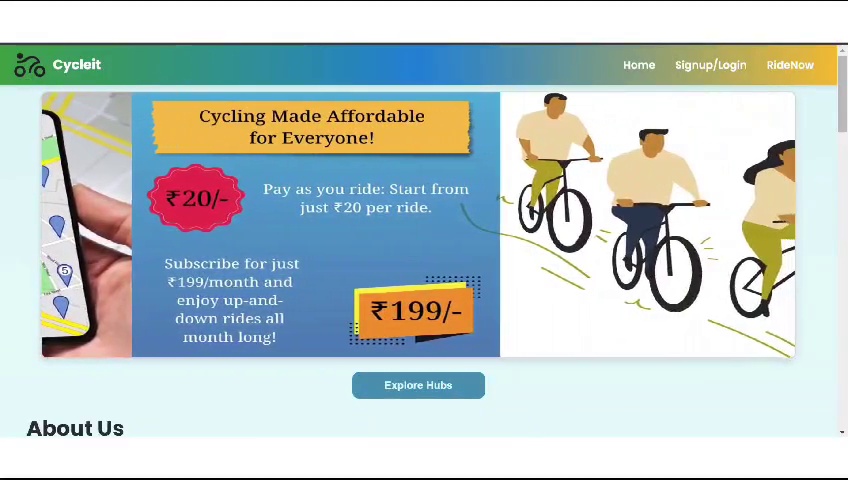 Cycleit
Home Signup/Login RideNow
Cycling Made Affordable
for Everyone!
₹20/-
Pay as you ride: Start from
just ₹20 per ride.
Subscribe for just
₹199/month and
enjoy up-and-
down rides all
month long!
₹199/-
5
Explore Hubs
About Us